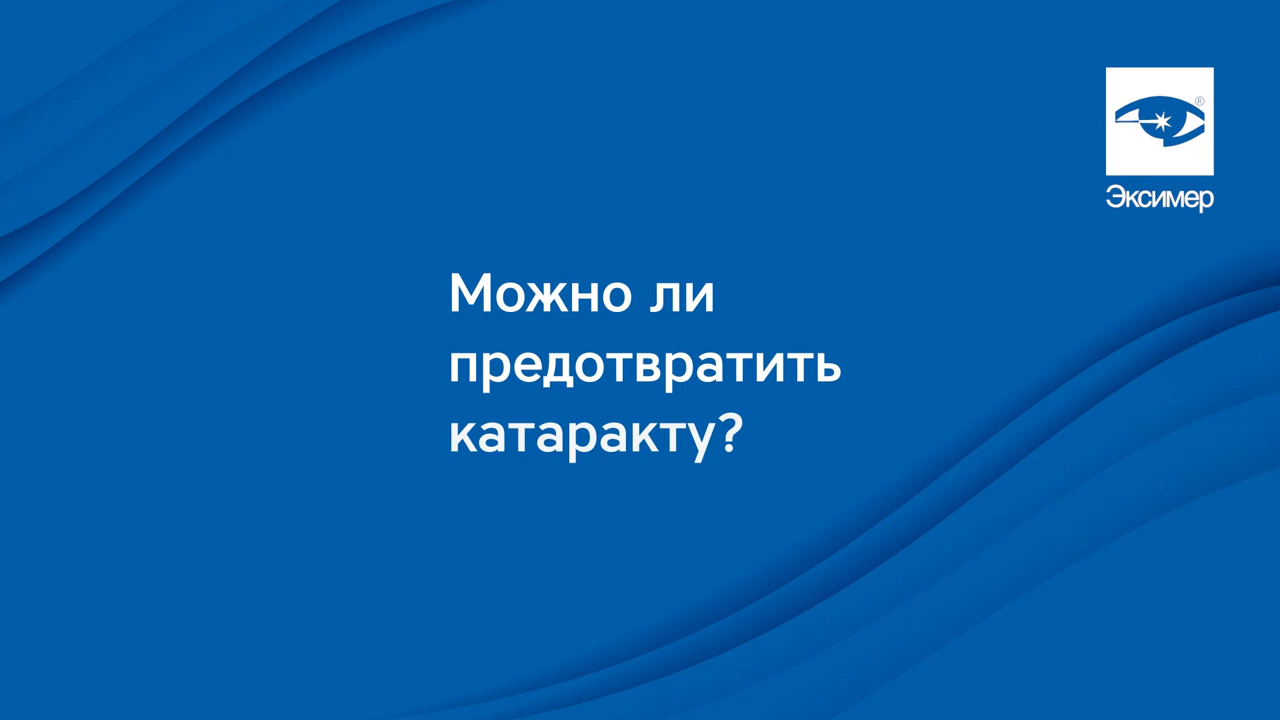 ®
Эксимер
Можно ли
предотвратить
катаракту?